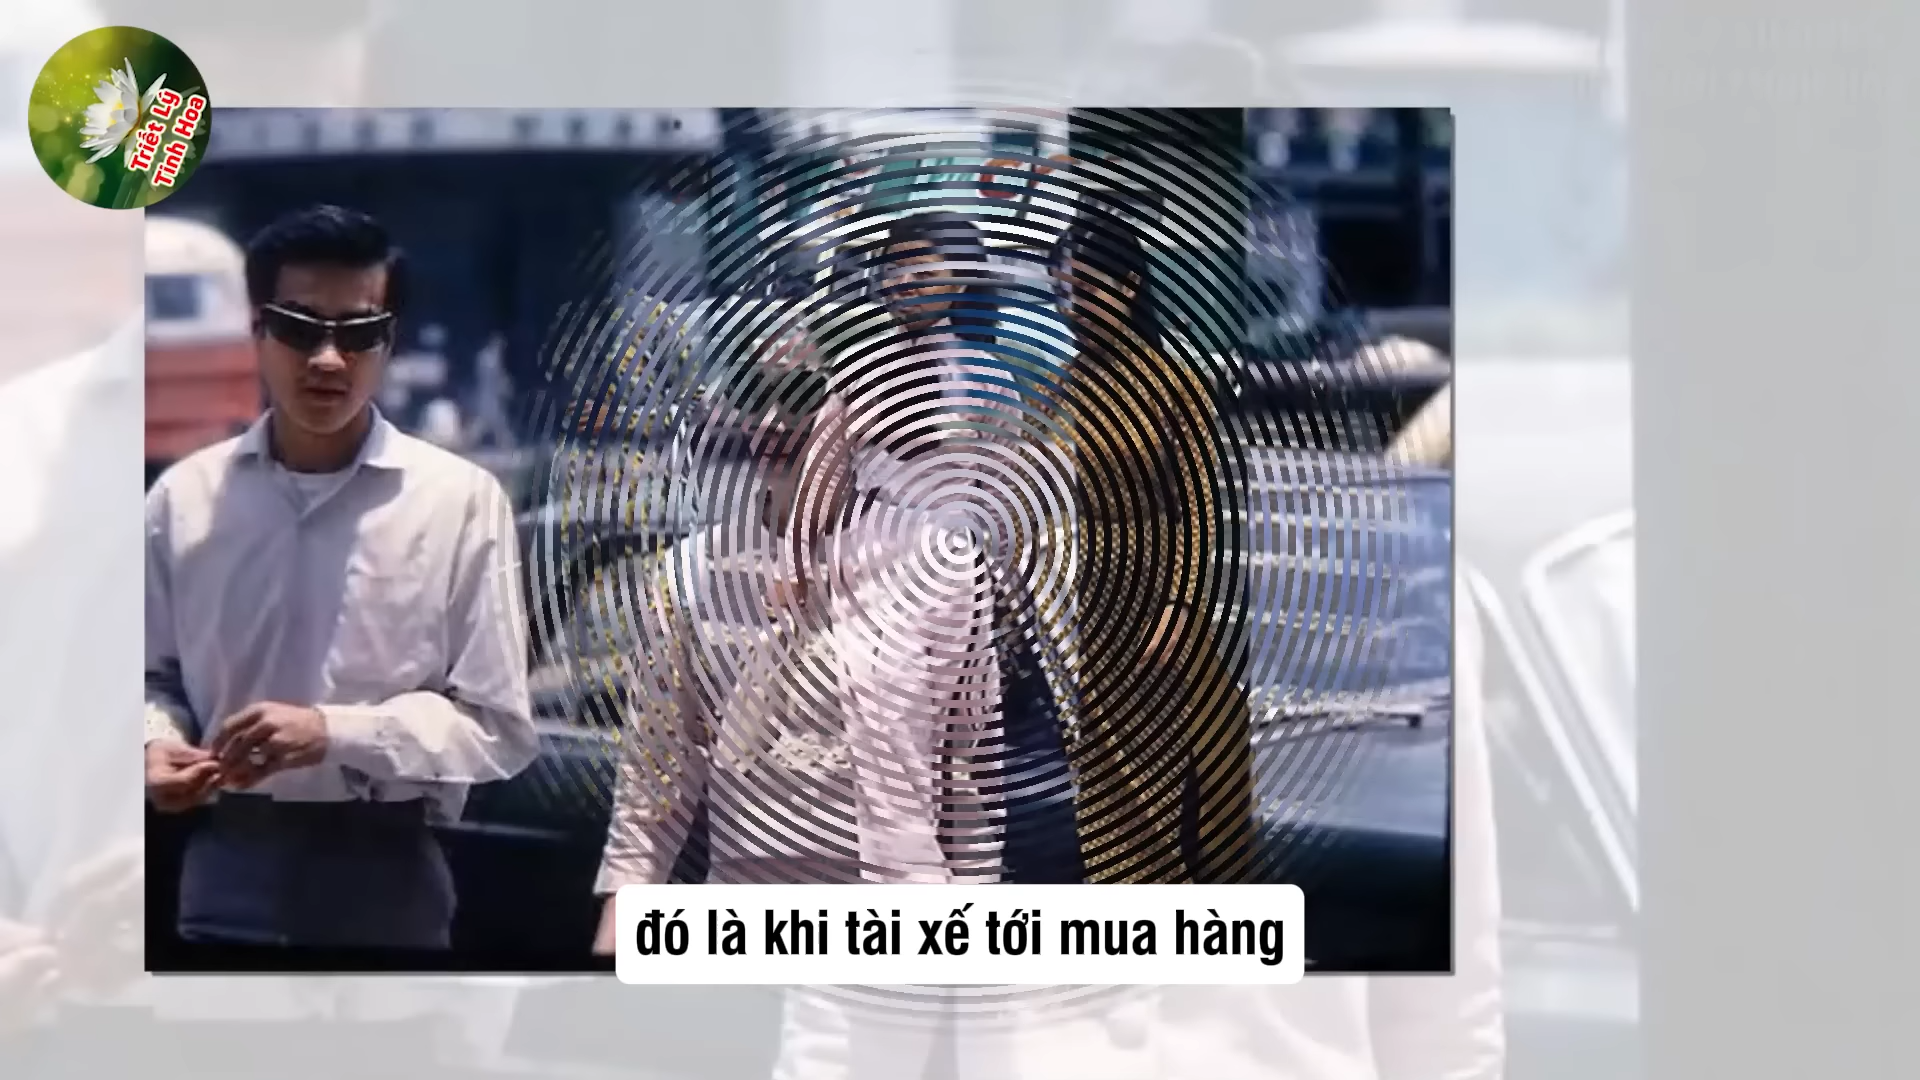 Triết Lý
Tinh Hoa
đó là khi tài xế tới mua hàng